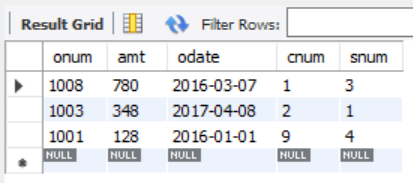 Result Grid Filter Rows:
onum amt odate cnum snum
1008 780 2016-03-07 1 3
1003 348 2017-04-08 2 1
1001 128 2016-01-01 9 4
NULL NULL NULL NULL NULL